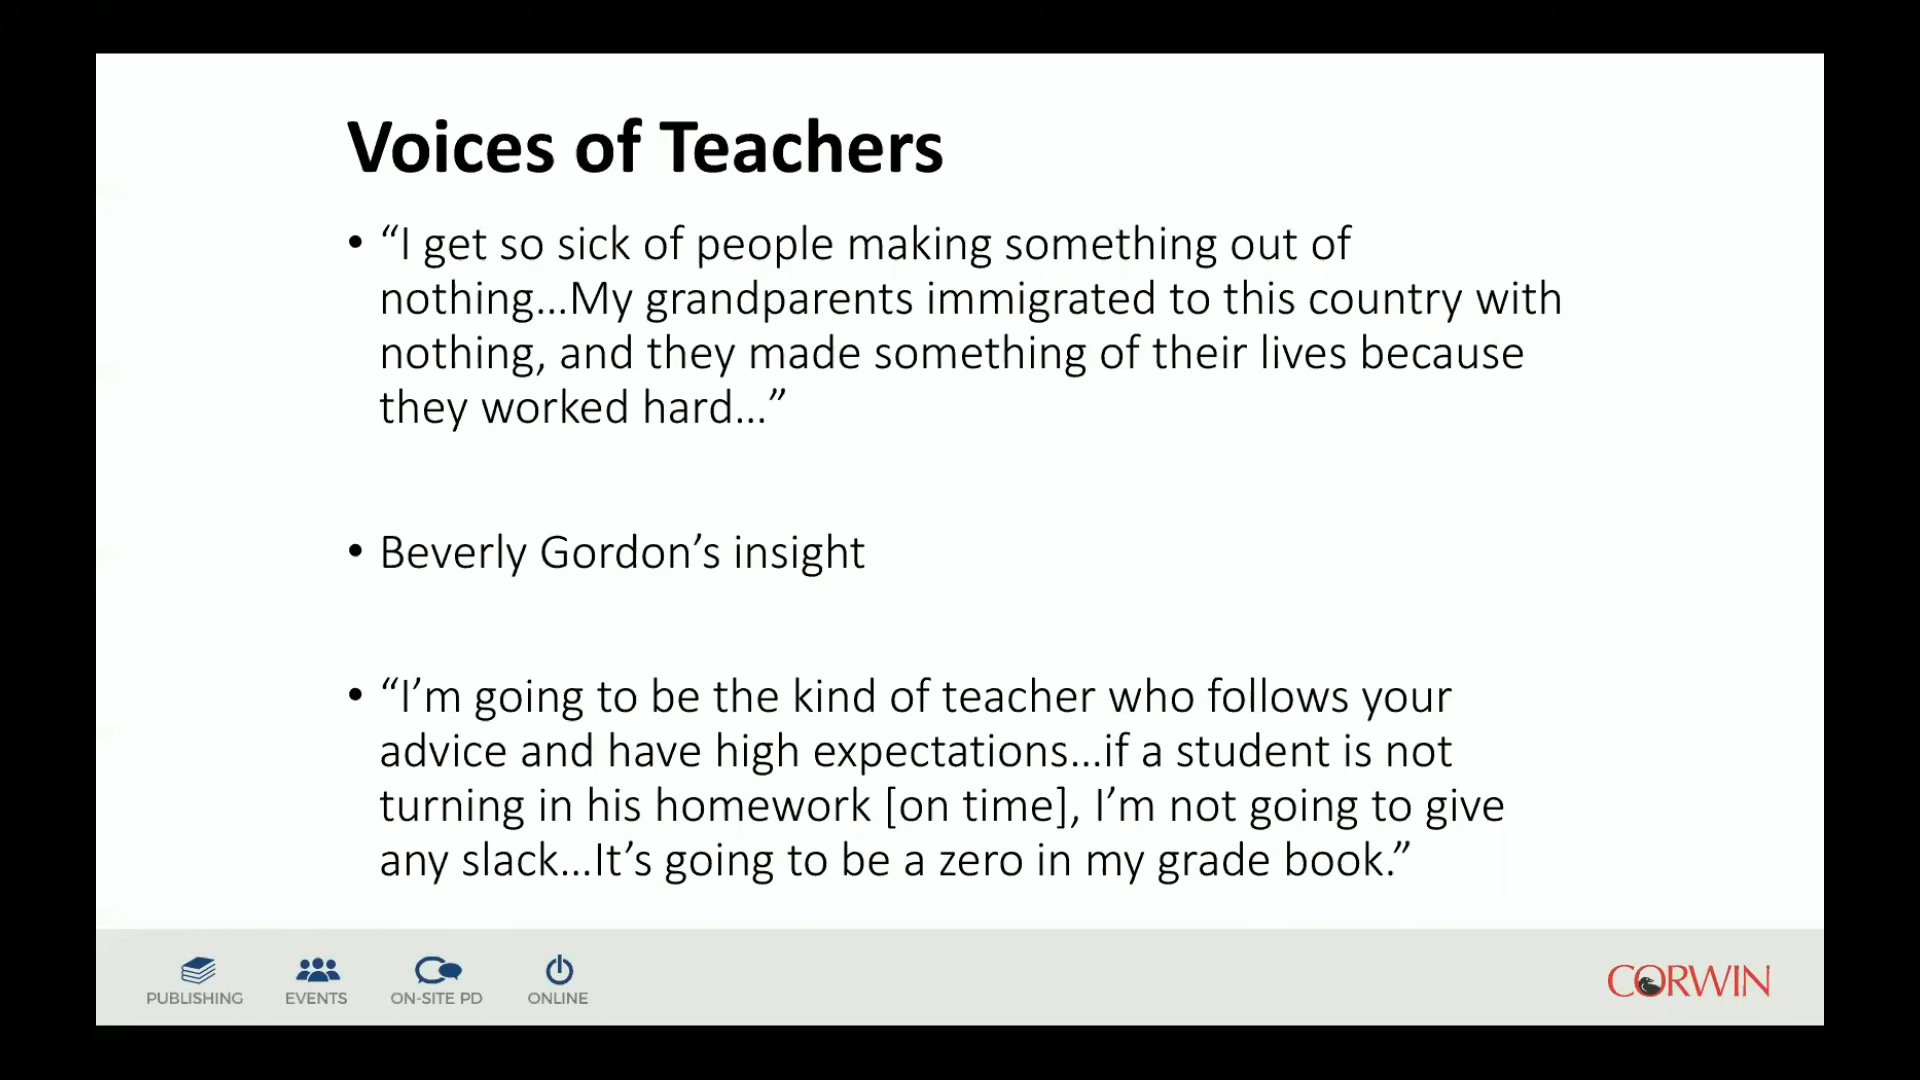 Voices of Teachers
• “I get so sick of people making something out of
nothing…My grandparents immigrated to this country with
nothing, and they made something of their lives because
they worked hard…”
• Beverly Gordon’s insight
• “I’m going to be the kind of teacher who follows your
advice and have high expectations…if a student is not
turning in his homework [on time], I’m not going to give
any slack…It’s going to be a zero in my grade book.”
PUBLISHING EVENTS ON-SITE PD ONLINE CORWIN